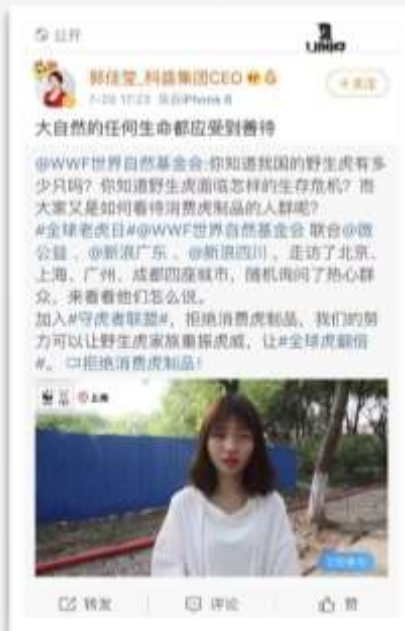 公开
郭佳莹_科盛集团CEO
7-29 17:23 来自iPhone 8
+关注
大自然的任何生命都应受到善待
@WWF世界自然基金会:你知道我国的野生虎有多
少只吗？你知道野生虎面临怎样的生存危机？而
大家又是如何看待消费虎制品的人群呢？
#全球老虎日#@WWF世界自然基金会 联合@微
公益 、@新浪广东 、@新浪四川 ，走访了北京、
上海、广州、成都四座城市，随机询问了热心群
众，来看看他们怎么说。
加入#守虎者联盟#，拒绝消费虎制品，我们的努
力可以让野生虎家族重振虎威，让#全球虎翻倍
#。 拒绝消费虎制品！
上海
转发
评论
赞